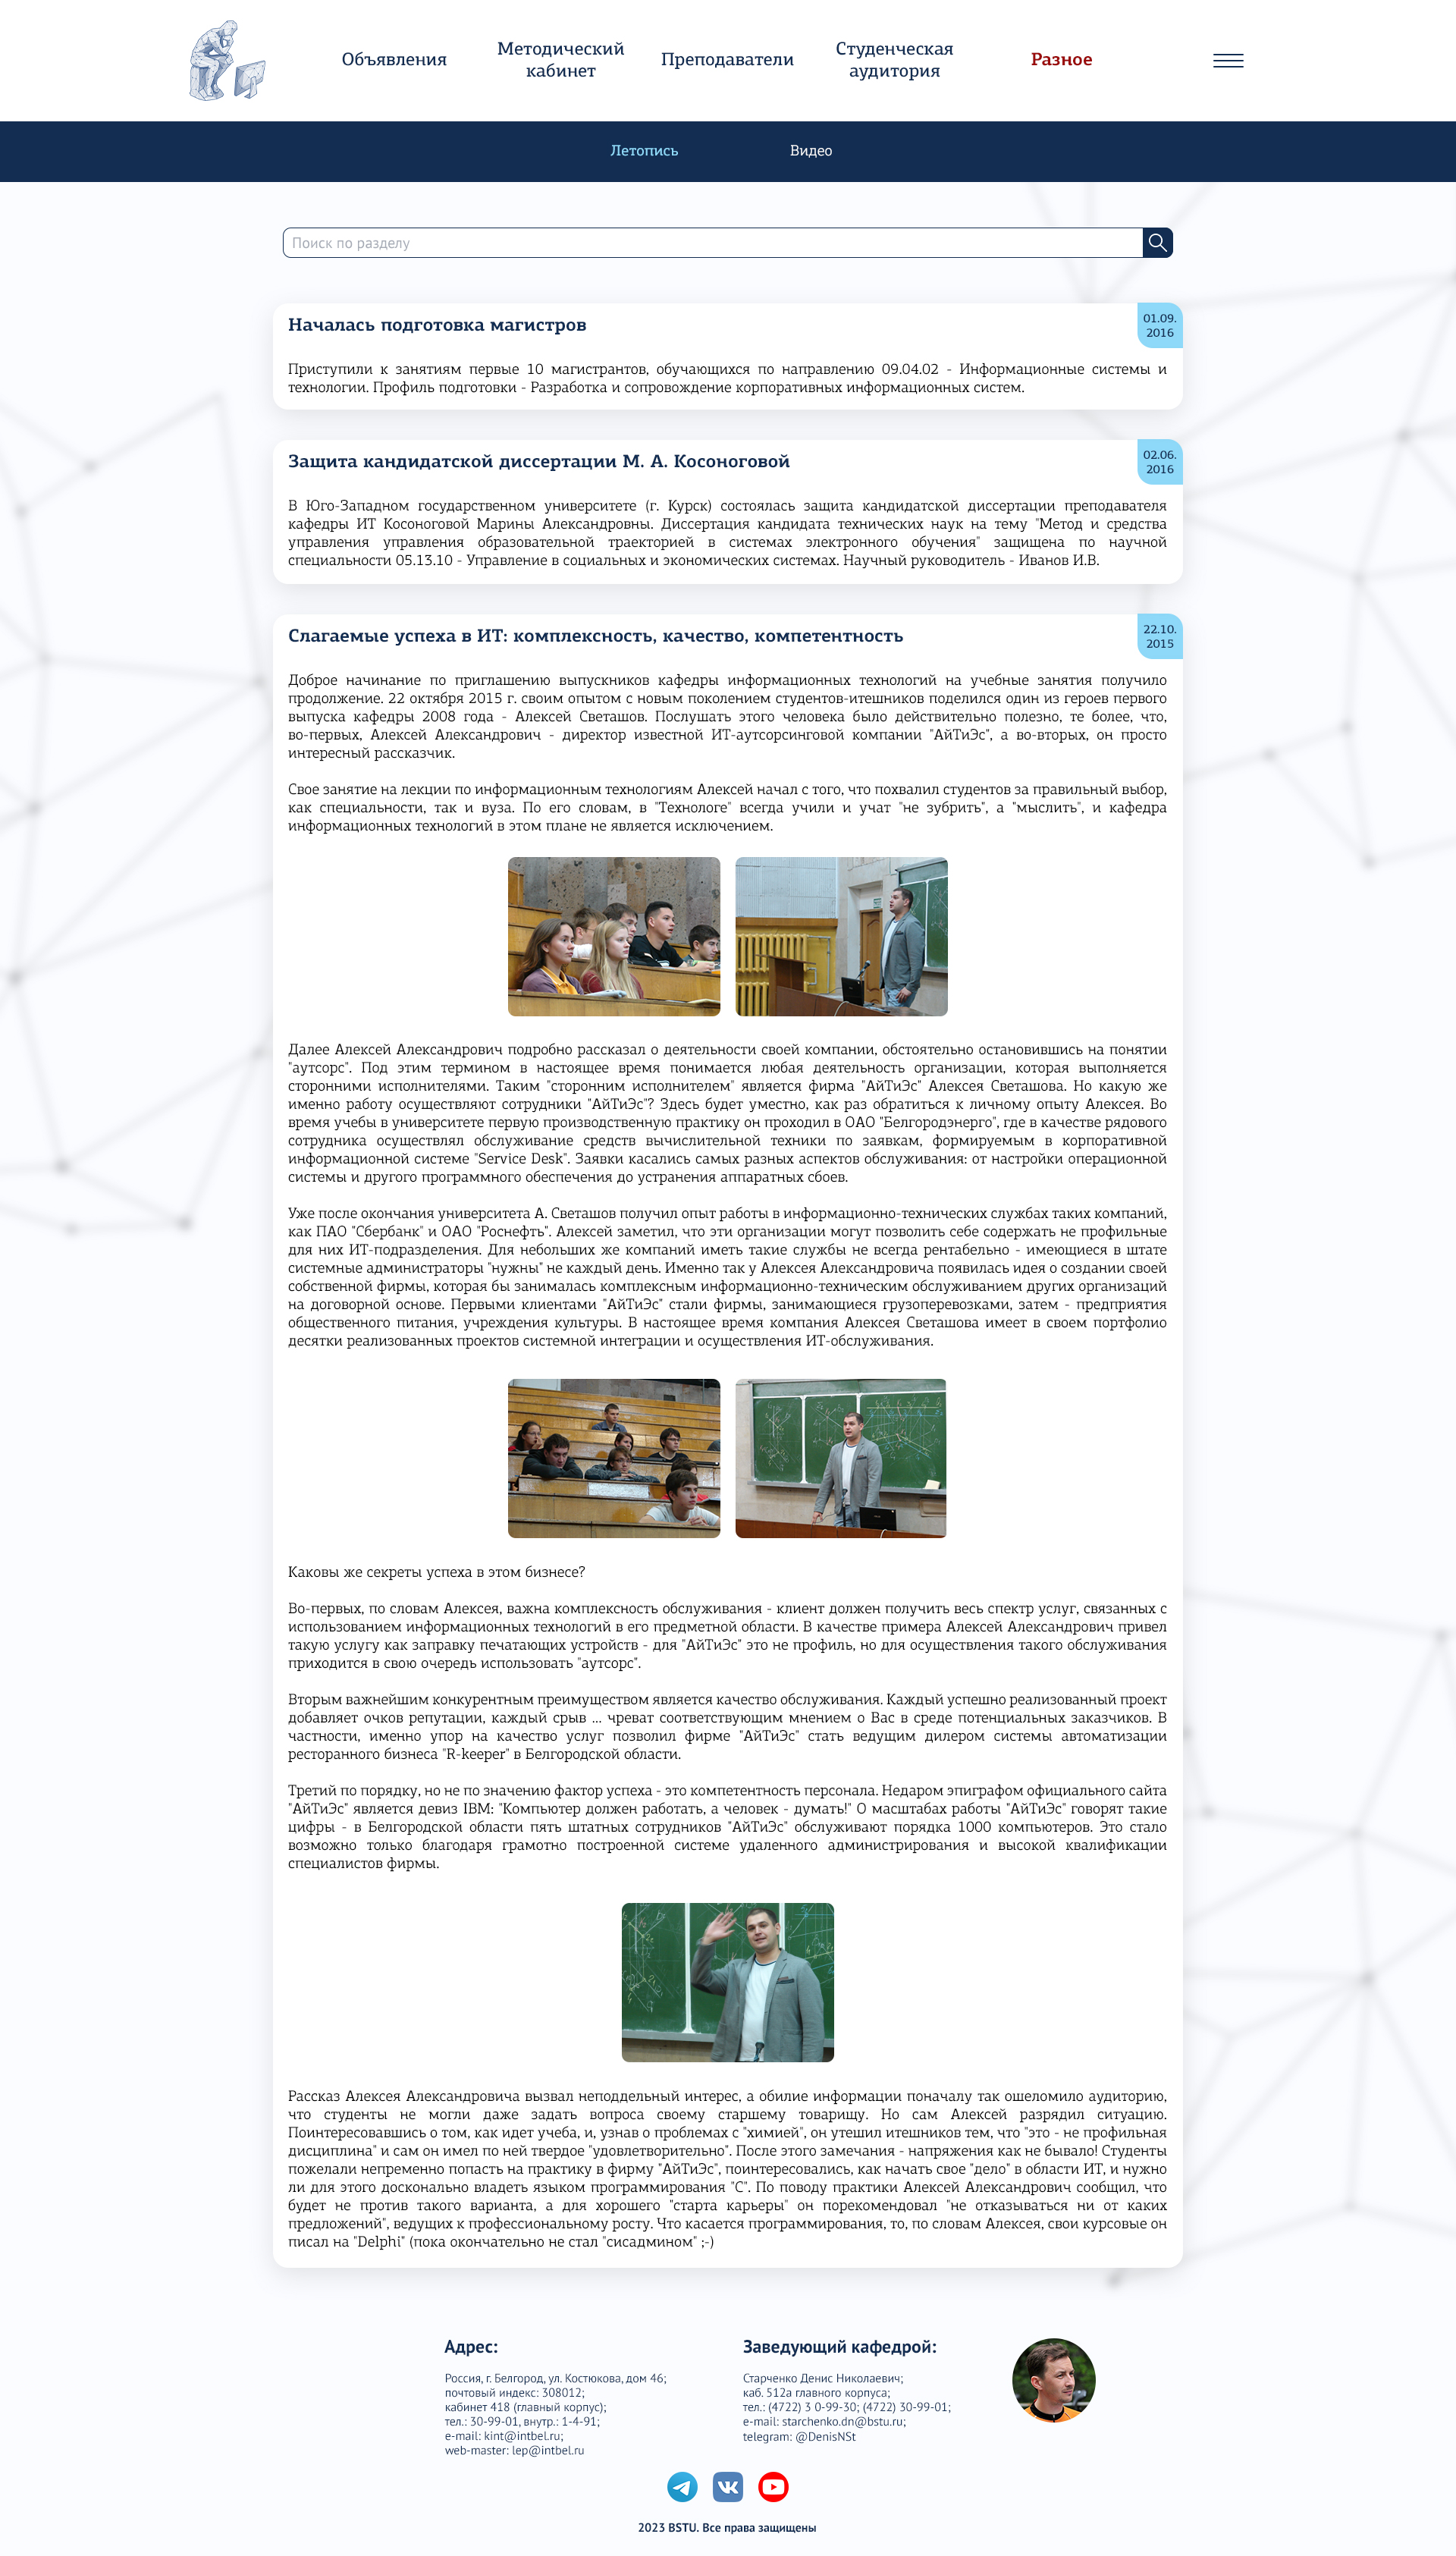 Объявления
Методический
кабинет
Преподаватели
Студенческая
аудитория
Разное
Летопись
Видео
Поиск по разделу
Началась подготовка магистров
01.09.
2016
Приступили к занятиям первые 10 магистрантов, обучающихся по направлению 09.04.02 - Информационные системы и
технологии. Профиль подготовки - Разработка и сопровождение корпоративных информационных систем.
Защита кандидатской диссертации М. А. Косоноговой
02.06.
2016
В Юго-Западном государственном университете (г. Курск) состоялась защита кандидатской диссертации преподавателя
кафедры ИТ Косоноговой Марины Александровны. Диссертация кандидата технических наук на тему "Метод и средства
управления управления образовательной траекторией в системах электронного обучения" защищена по научной
специальности 05.13.10 - Управление в социальных и экономических системах. Научный руководитель - Иванов И.В.
Слагаемые успеха в ИТ: комплексность, качество, компетентность
22.10.
2015
Доброе начинание по приглашению выпускников кафедры информационных технологий на учебные занятия получило
продолжение. 22 октября 2015 г. своим опытом с новым поколением студентов-итешников поделился один из героев первого
выпуска кафедры 2008 года - Алексей Светашов. Послушать этого человека было действительно полезно, те более, что,
во-первых, Алексей Александрович - директор известной ИТ-аутсорсинговой компании "АйТиЭс", а во-вторых, он просто
интересный рассказчик.
Свое занятие на лекции по информационным технологиям Алексей начал с того, что похвалил студентов за правильный выбор,
как специальности, так и вуза. По его словам, в "Технологе" всегда учили и учат "не зубрить", а "мыслить", и кафедра
информационных технологий в этом плане не является исключением.
Далее Алексей Александрович подробно рассказал о деятельности своей компании, обстоятельно остановившись на понятии
"аутсорс". Под этим термином в настоящее время понимается любая деятельность организации, которая выполняется
сторонними исполнителями. Таким "сторонним исполнителем" является фирма "АйТиЭс" Алексея Светашова. Но какую же
именно работу осуществляют сотрудники "АйТиЭс"? Здесь будет уместно, как раз обратиться к личному опыту Алексея. Во
время учебы в университете первую производственную практику он проходил в ОАО "Белгородэнерго", где в качестве рядового
сотрудника осуществлял обслуживание средств вычислительной техники по заявкам, формируемым в корпоративной
информационной системе "Service Desk". Заявки касались самых разных аспектов обслуживания: от настройки операционной
системы и другого программного обеспечения до устранения аппаратных сбоев.
Уже после окончания университета А. Светашов получил опыт работы в информационно-технических службах таких компаний,
как ПАО "Сбербанк" и ОАО "Роснефть". Алексей заметил, что эти организации могут позволить себе содержать не профильные
для них ИТ-подразделения. Для небольших же компаний иметь такие службы не всегда рентабельно - имеющиеся в штате
системные администраторы "нужны" не каждый день. Именно так у Алексея Александровича появилась идея о создании своей
собственной фирмы, которая бы занималась комплексным информационно-техническим обслуживанием других организаций
на договорной основе. Первыми клиентами "АйТиЭс" стали фирмы, занимающиеся грузоперевозками, затем - предприятия
общественного питания, учреждения культуры. В настоящее время компания Алексея Светашова имеет в своем портфолио
десятки реализованных проектов системной интеграции и осуществления ИТ-обслуживания.
Каковы же секреты успеха в этом бизнесе?
Во-первых, по словам Алексея, важна комплексность обслуживания - клиент должен получить весь спектр услуг, связанных с
использованием информационных технологий в его предметной области. В качестве примера Алексей Александрович привел
такую услугу как заправку печатающих устройств - для "АйТиЭс" это не профиль, но для осуществления такого обслуживания
приходится в свою очередь использовать "аутсорс".
Вторым важнейшим конкурентным преимуществом является качество обслуживания. Каждый успешно реализованный проект
добавляет очков репутации, каждый срыв ... чреват соответствующим мнением о Вас в среде потенциальных заказчиков. В
частности, именно упор на качество услуг позволил фирме "АйТиЭс" стать ведущим дилером системы автоматизации
ресторанного бизнеса "R-keeper" в Белгородской области.
Третий по порядку, но не по значению фактор успеха - это компетентность персонала. Недаром эпиграфом официального сайта
"АйТиЭс" является девиз IBM: "Компьютер должен работать, а человек - думать!" О масштабах работы "АйТиЭс" говорят такие
цифры - в Белгородской области пять штатных сотрудников "АйТиЭс" обслуживают порядка 1000 компьютеров. Это стало
возможно только благодаря грамотно построенной системе удаленного администрирования и высокой квалификации
специалистов фирмы.
Рассказ Алексея Александровича вызвал неподдельный интерес, а обилие информации поначалу так ошеломило аудиторию,
что студенты не могли даже задать вопроса своему старшему товарищу. Но сам Алексей разрядил ситуацию.
Поинтересовавшись о том, как идет учеба, и, узнав о проблемах с "химией", он утешил итешников тем, что "это - не профильная
дисциплина" и сам он имел по ней твердое "удовлетворительно". После этого замечания - напряжения как не бывало! Студенты
пожелали непременно попасть на практику в фирму "АйТиЭс", поинтересовались, как начать свое "дело" в области ИТ, и нужно
ли для этого досконально владеть языком программирования "С". По поводу практики Алексей Александрович сообщил, что
будет не против такого варианта, а для хорошего "старта карьеры" он порекомендовал "не отказываться ни от каких
предложений", ведущих к профессиональному росту. Что касается программирования, то, по словам Алексея, свои курсовые он
писал на "Delphi" (пока окончательно не стал "сисадмином" ;-)
Адрес:
Россия, г. Белгород, ул. Костюкова, дом 46;
почтовый индекс: 308012;
кабинет 418 (главный корпус);
тел.: 30-99-01, внутр.: 1-4-91;
e-mail: kint@intbel.ru;
web-master: lep@intbel.ru
Заведующий кафедрой:
Старченко Денис Николаевич;
каб. 512а главного корпуса;
тел.: (4722) 3 0-99-30; (4722) 30-99-01;
e-mail: starchenko.dn@bstu.ru;
telegram: @DenisNSt
2023 BSTU. Все права защищены